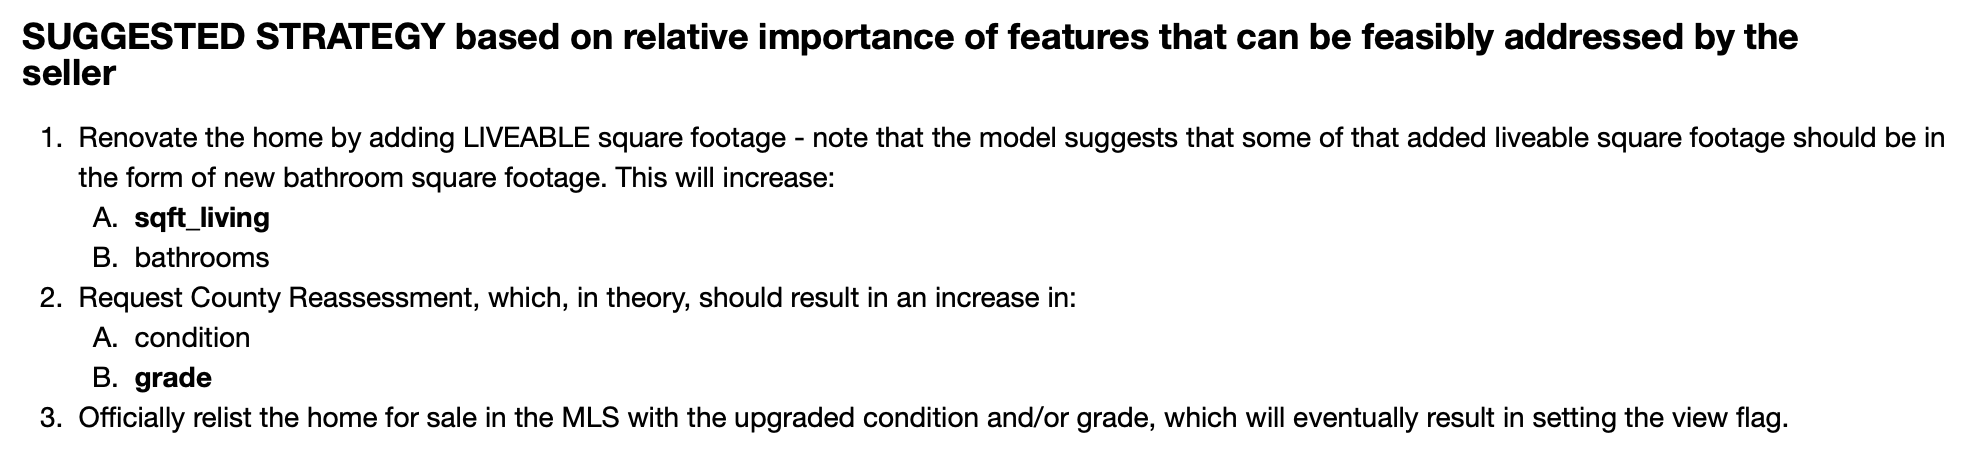 SUGGESTED STRATEGY based on relative importance of features that can be feasibly addressed by the
seller
1. Renovate the home by adding LIVEABLE square footage - note that the model suggests that some of that added liveable square footage should be in
the form of new bathroom square footage. This will increase:
A. sqft_living
B. bathrooms
2. Request County Reassessment, which, in theory, should result in an increase in:
A. condition
B. grade
3. Officially relist the home for sale in the MLS with the upgraded condition and/or grade, which will eventually result in setting the view flag.